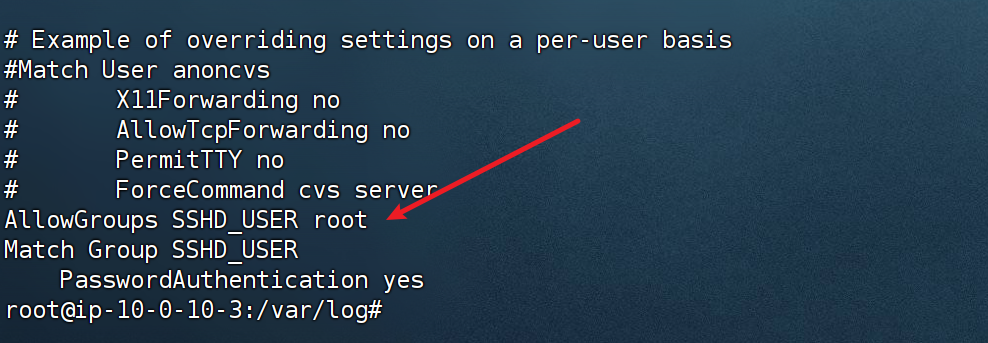 # Example of overriding settings on a per-user basis
#Match User anoncvs
#       X11Forwarding no
#       AllowTcpForwarding no
#       PermitTTY no
#       ForceCommand cvs server
AllowGroups SSHD_USER root
Match Group SSHD_USER
    PasswordAuthentication yes
root@ip-10-0-10-3:/var/log#